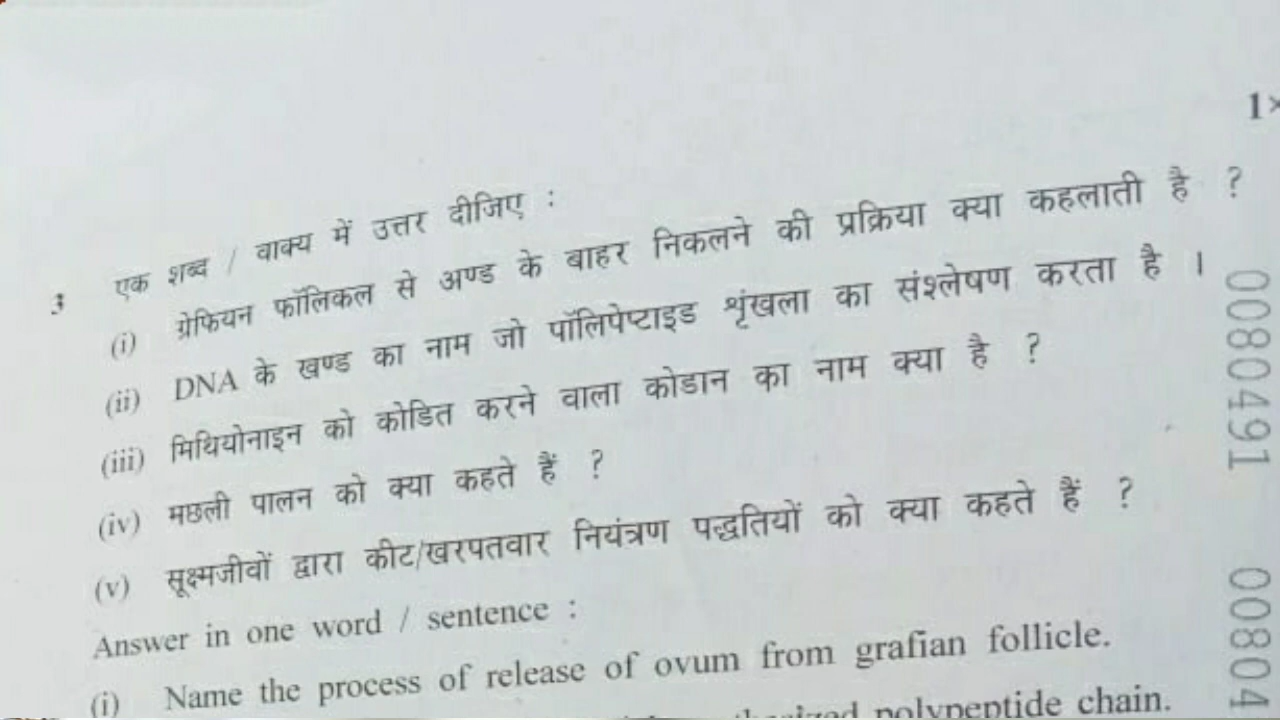 1×
3 एक शब्द / वाक्य में उत्तर दीजिए :
(i) ग्रेफियन फॉलिकल से अण्ड के बाहर निकलने की प्रक्रिया क्या कहलाती है ?
(ii) DNA के खण्ड का नाम जो पॉलिपेप्टाइड शृंखला का संश्लेषण करता है ।
(iii) मिथियोनाइन को कोडित करने वाला कोडान का नाम क्या है ?
(iv) मछली पालन को क्या कहते हैं ?
(v) सूक्ष्मजीवों द्वारा कीट/खरपतवार नियंत्रण पद्धतियों को क्या कहते हैं ?
Answer in one word / sentence :
(i) Name the process of release of ovum from grafian follicle.
polypeptide chain.
0080491
00804